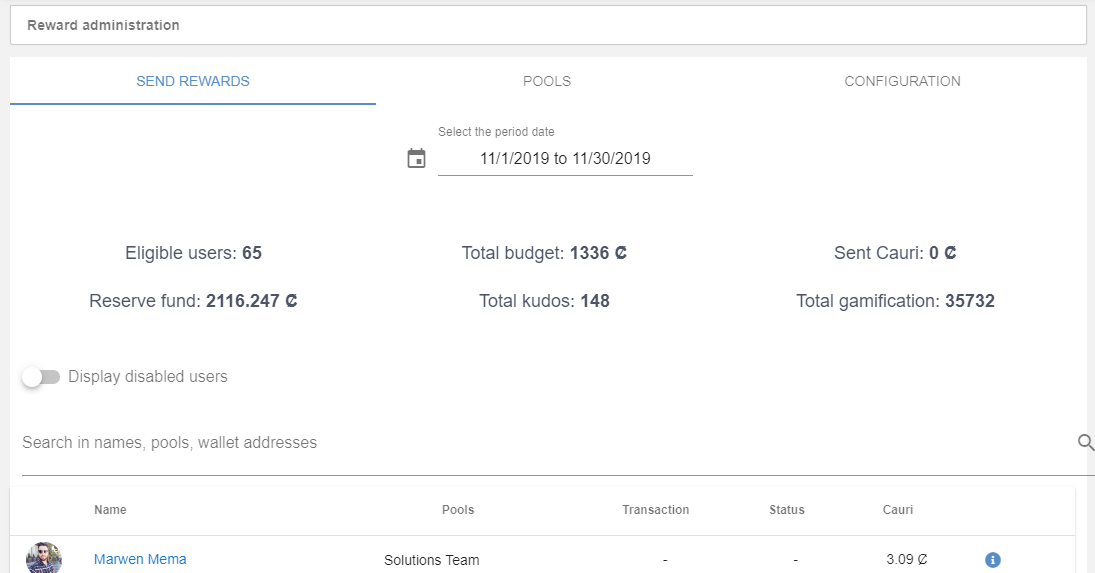 Reward administration
SEND REWARDS POOLS CONFIGURATION
Select the period date
11/1/2019 to 11/30/2019
Eligible users: 65 Total budget: 1336 ₡ Sent Cauri: 0 ₡
Reserve fund: 2116.247 ₡ Total kudos: 148 Total gamification: 35732
Display disabled users
Search in names, pools, wallet addresses
Name Pools Transaction Status Cauri
Marwen Mema Solutions Team - - 3.09 ₡